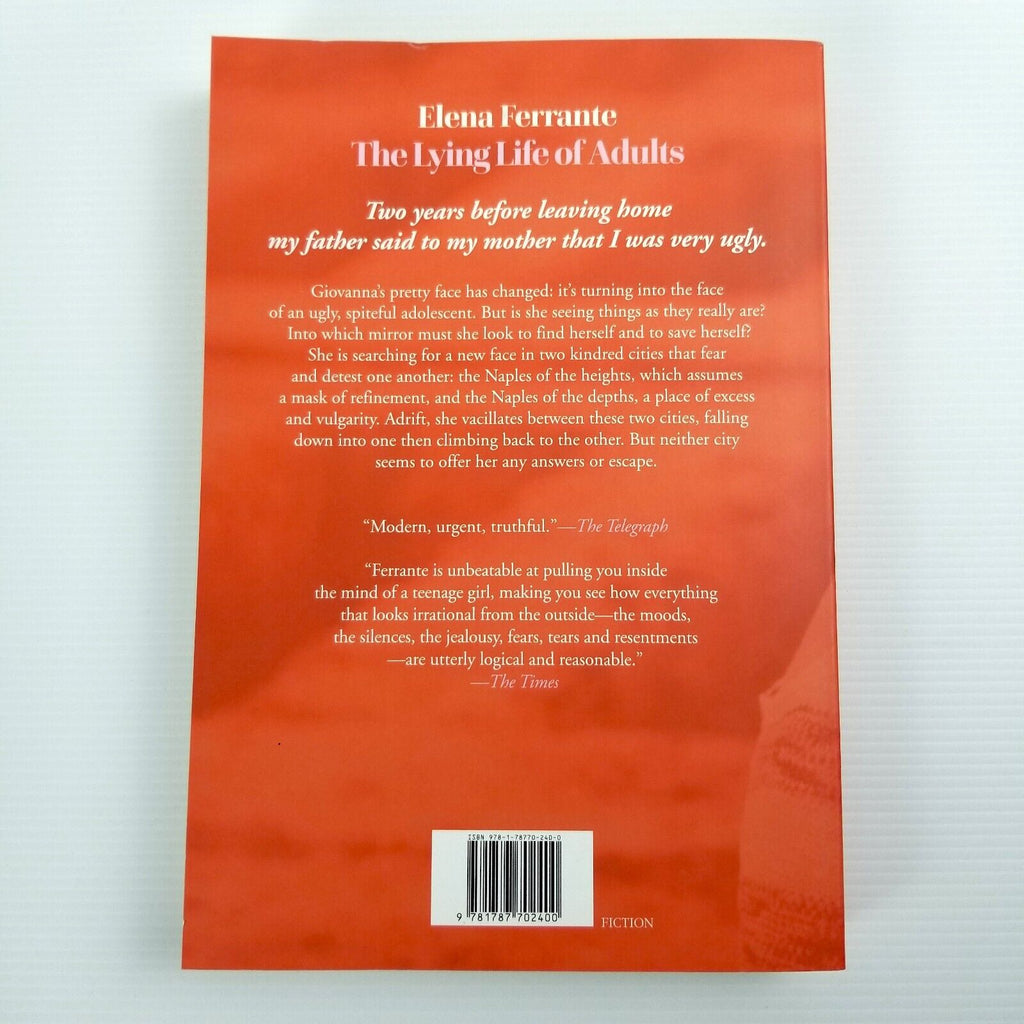 Elena Ferrante
The Lying Life of Adults
Two years before leaving home
my father said to my mother that I was very ugly.
Giovanna's pretty face has changed: it's turning into the face
of an ugly, spiteful adolescent. But is she seeing things as they really are?
Into which mirror must she look to find herself and to save herself?
She is searching for a new face in two kindred cities that fear
and detest one another: the Naples of the heights, which assumes
a mask of refinement, and the Naples of the depths, a place of excess
and vulgarity. Adrift, she vacillates between these two cities, falling
down into one then climbing back to the other. But neither city
seems to offer her any answers or escape.
“Modern, urgent, truthful.”—The Telegraph
“Ferrante is unbeatable at pulling you inside
the mind of a teenage girl, making you see how everything
that looks irrational from the outside—the moods,
the silences, the jealousy, fears, tears and resentments
—are utterly logical and reasonable.”
—The Times
ISBN 978-1-78770-240-0
9 781787 702400
FICTION